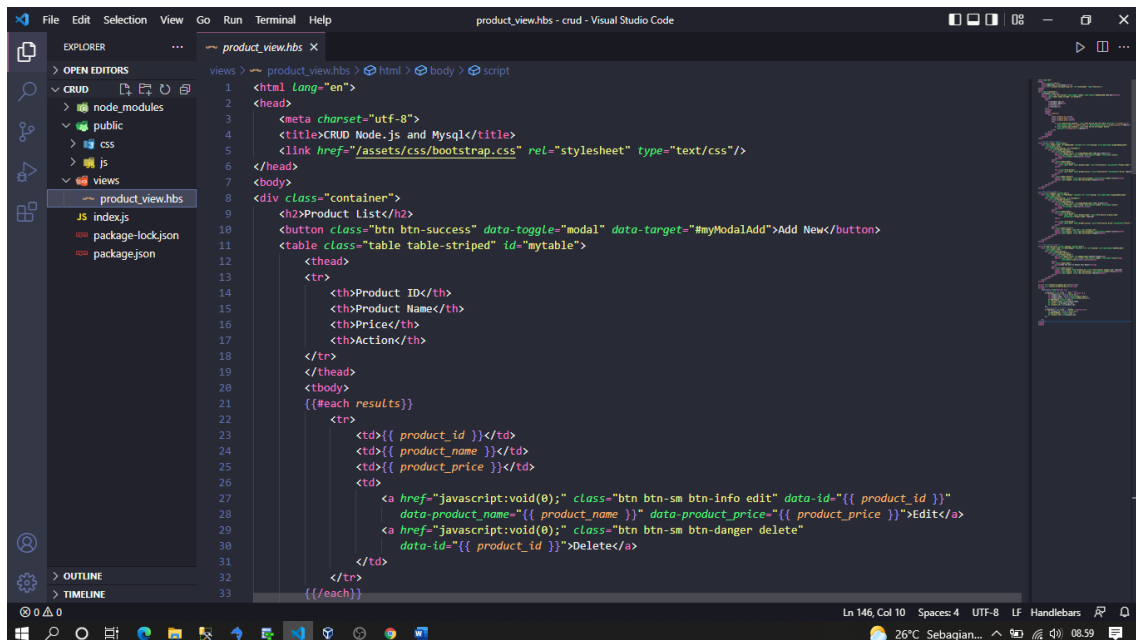 File Edit Selection View Go Run Terminal Help product_view.hbs - crud - Visual Studio Code
EXPLORER
product_view.hbs
OPEN EDITORS
CRUD
node_modules
public
css
js
views
product_view.hbs
JS index.js
package-lock.json
package.json
OUTLINE
TIMELINE
views > product_view.hbs > html > body > script
1 <html lang="en">
2 <head>
3 <meta charset="utf-8">
4 <title>CRUD Node.js and Mysql</title>
5 <link href="/assets/css/bootstrap.css" rel="stylesheet" type="text/css"/>
6 </head>
7 <body>
8 <div class="container">
9 <h2>Product List</h2>
10 <button class="btn btn-success" data-toggle="modal" data-target="#myModalAdd">Add New</button>
11 <table class="table table-striped" id="mytable">
12 <thead>
13 <tr>
14 <th>Product ID</th>
15 <th>Product Name</th>
16 <th>Price</th>
17 <th>Action</th>
18 </tr>
19 </thead>
20 <tbody>
21 {{#each results}}
22 <tr>
23 <td>{{ product_id }}</td>
24 <td>{{ product_name }}</td>
25 <td>{{ product_price }}</td>
26 <td>
27 <a href="javascript:void(0);" class="btn btn-sm btn-info edit" data-id="{{ product_id }}"
28 data-product_name="{{ product_name }}" data-product_price="{{ product_price }}">Edit</a>
29 <a href="javascript:void(0);" class="btn btn-sm btn-danger delete"
30 data-id="{{ product_id }}">Delete</a>
31 </td>
32 </tr>
33 {{/each}}
0 0 Ln 146, Col 10 Spaces: 4 UTF-8 LF Handlebars
26°C Sebagian... 08.59